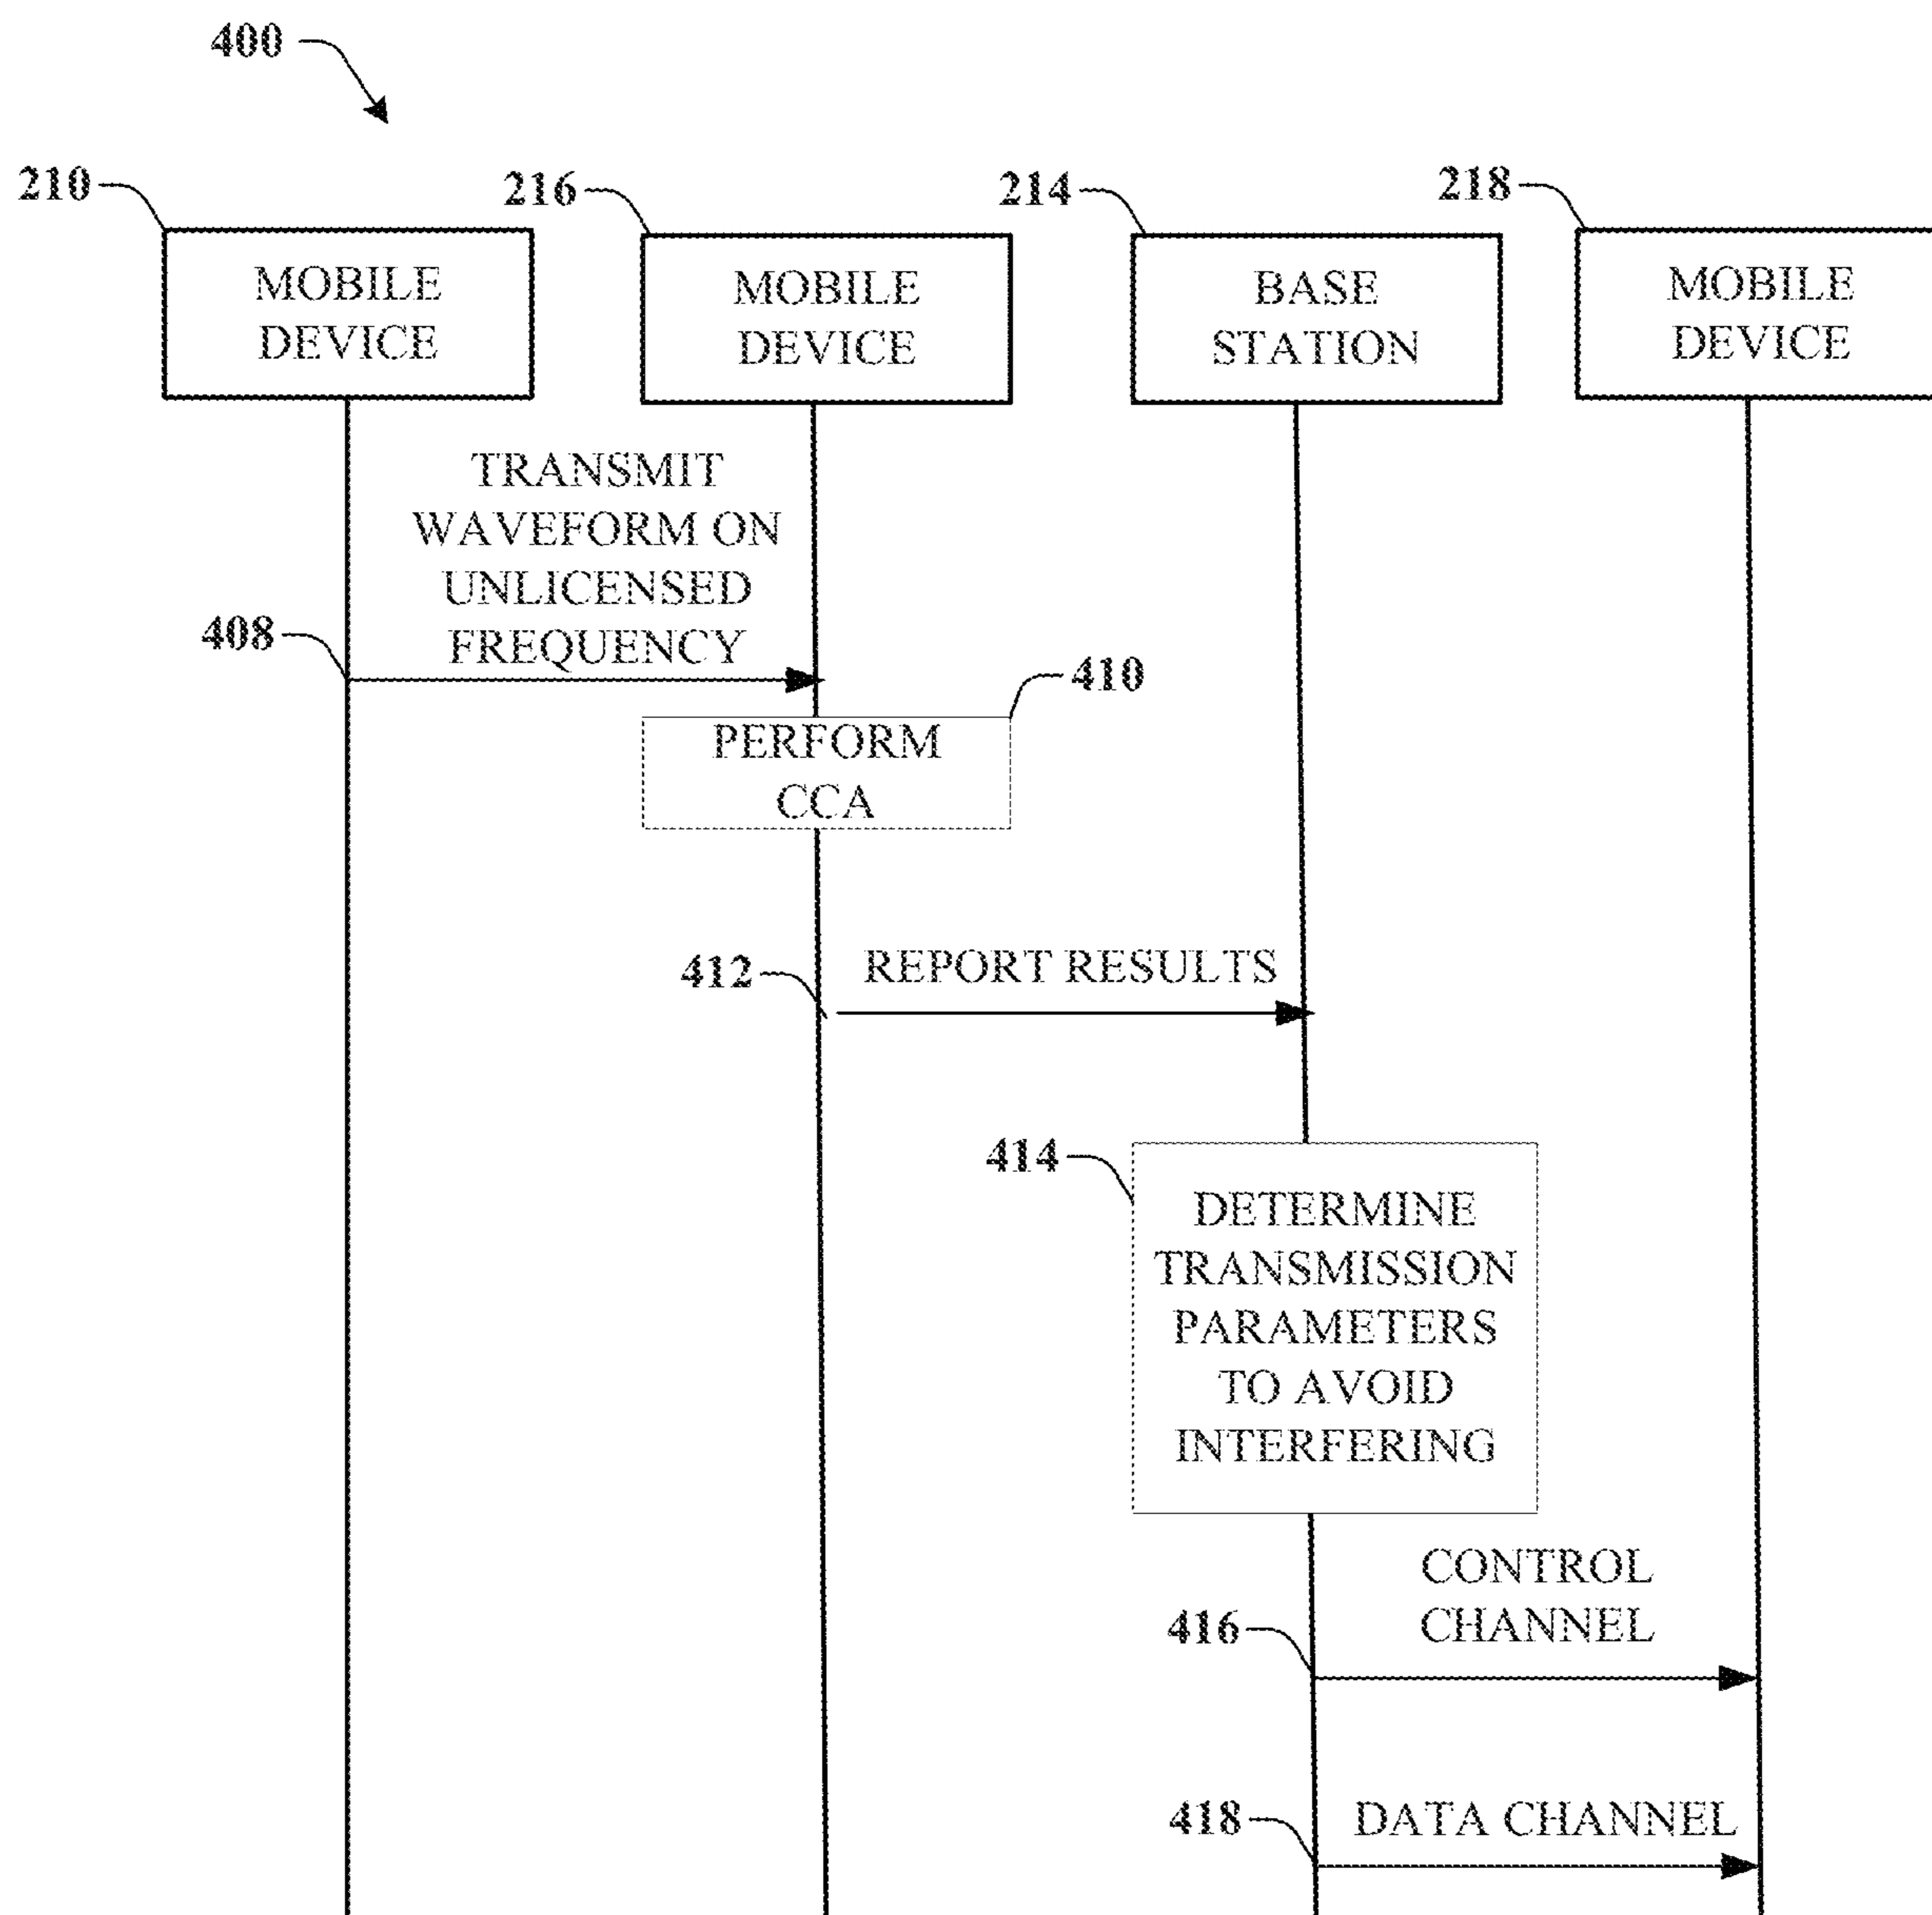 400
210
216
214
218
MOBILE
DEVICE
MOBILE
DEVICE
BASE
STATION
MOBILE
DEVICE
TRANSMIT
WAVEFORM ON
UNLICENSED
FREQUENCY
408
410
PERFORM
CCA
412
REPORT RESULTS
414
DETERMINE
TRANSMISSION
PARAMETERS
TO AVOID
INTERFERING
CONTROL
CHANNEL
416
418
DATA CHANNEL